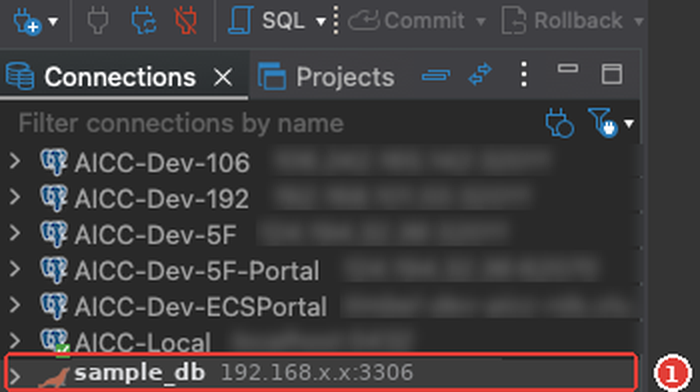 SQL Commit Rollback
Connections Projects
Filter connections by name
AICC-Dev-106
AICC-Dev-192
AICC-Dev-5F
AICC-Dev-5F-Portal
AICC-Dev-ECSPortal
AICC-Local
sample_db 192.168.x.x:3306
1